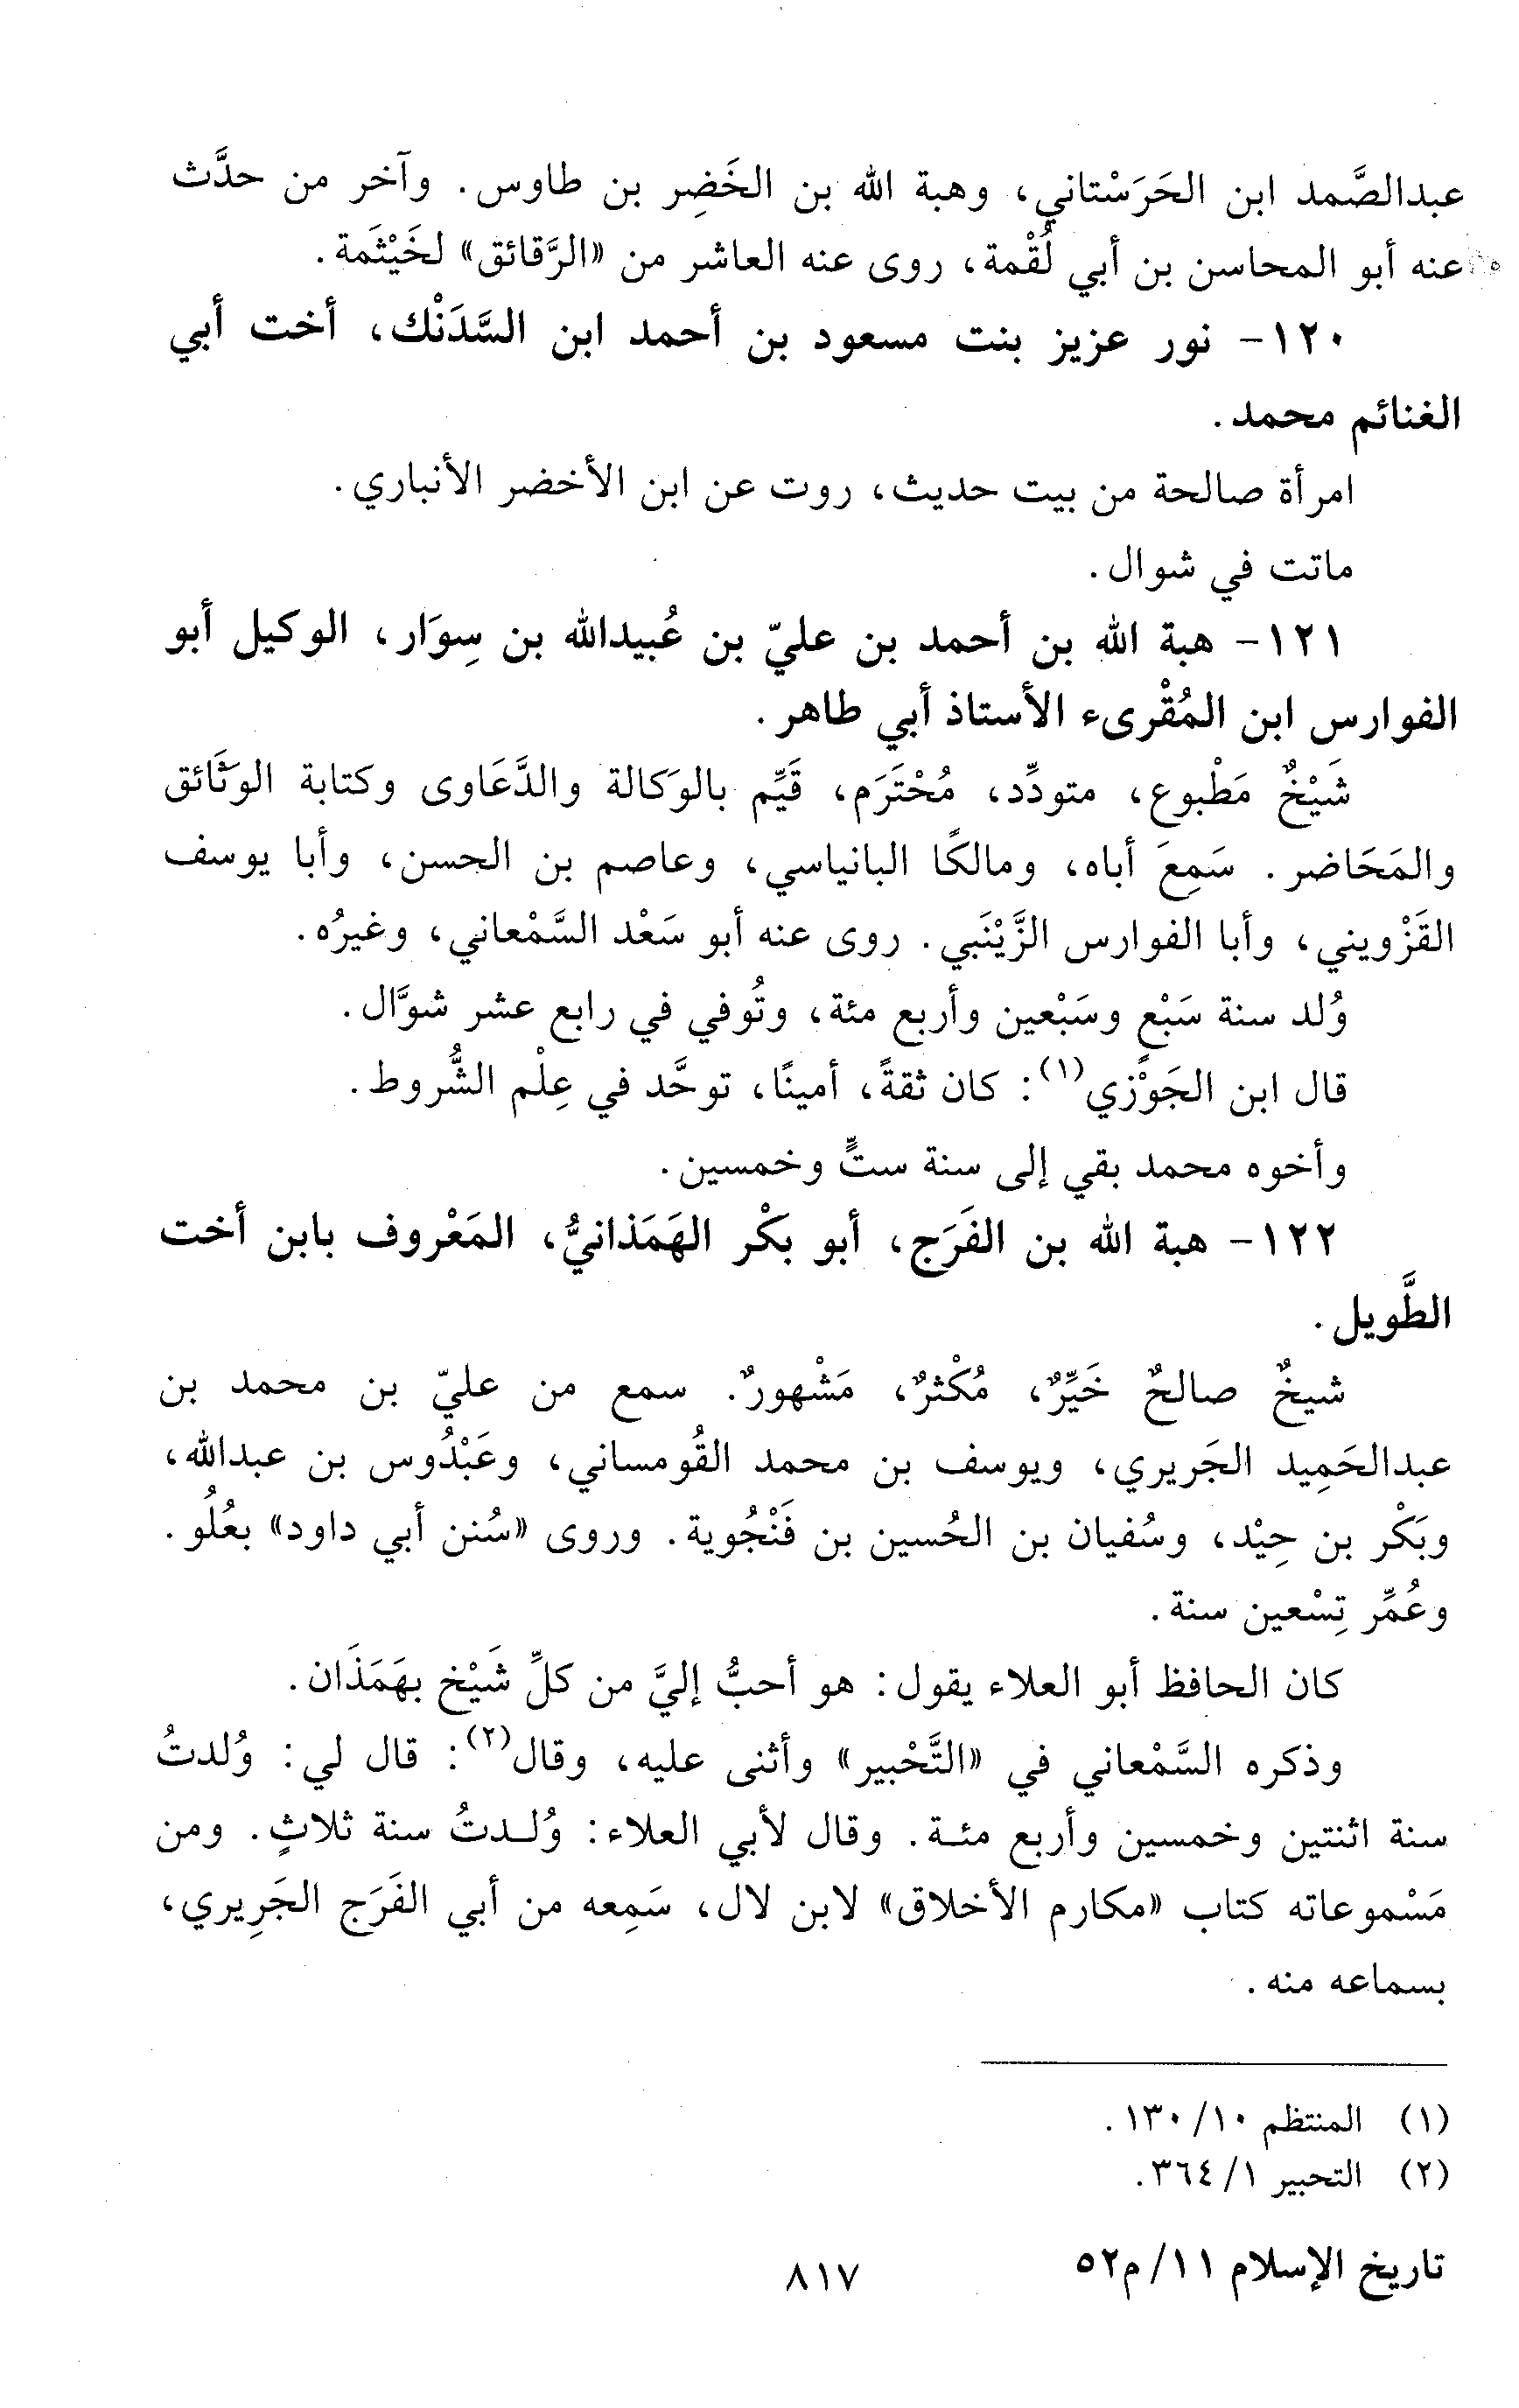 عبدالصَّمد ابن الحَرَسْتاني، وهبة الله بن الخَضِر بن طاوس. وآخر من حدَّث
عنه أبو المحاسن بن أبي لُقْمة، روى عنه العاشر من «الرَّقائق» لخَيْثَمة.
١٢٠- نور عزيز بنت مسعود بن أحمد ابن السَّدَنْك، أخت أبي
الغنائم محمد.
امرأة صالحة من بيت حديث، روت عن ابن الأخضر الأنباري.
ماتت في شوال.
١٢١- هبة الله بن أحمد بن عليّ بن عُبيدالله بن سِوَار، الوكيل أبو
الفوارس ابن المُقْرىء الأستاذ أبي طاهر.
شَيْخٌ مَطْبوع، متودِّد، مُحْتَرَم، قَيِّم بالوَكالة والدَّعَاوى وكتابة الوَثَائق
والمَحَاضر. سَمِعَ أباه، ومالكًا البانياسي، وعاصم بن الحسن، وأبا يوسف
القَزْويني، وأبا الفوارس الزَّيْنَبي. روى عنه أبو سَعْد السَّمْعاني، وغيرُه.
وُلد سنة سَبْعٍ وسَبْعين وأربع مئة، وتُوفي في رابع عشر شوَّال.
قال ابن الجَوْزي(١): كان ثقةً، أمينًا، توحَّد في عِلْم الشُّروط.
وأخوه محمد بقي إلى سنة ستٍّ وخمسين.
١٢٢- هبة الله بن الفَرَج، أبو بَكْر الهَمَذانيُّ، المَعْروف بابن أخت
الطَّويل.
شيخٌ صالحٌ خَيِّرٌ، مُكْثرٌ، مَشْهورٌ. سمع من عليّ بن محمد بن
عبدالحَمِيد الجَريري، ويوسف بن محمد القُومساني، وعَبْدُوس بن عبدالله،
وبَكْر بن حِيْد، وسُفيان بن الحُسين بن فَنْجُوية. وروى «سُنن أبي داود» بعُلُو.
وعُمِّر تِسْعين سنة.
كان الحافظ أبو العلاء يقول: هو أحبُّ إليَّ من كلِّ شَيْخ بهَمَذَان.
وذكره السَّمْعاني في «التَّحْبير» وأثنى عليه، وقال(٢): قال لي: وُلدتُ
سنة اثنتين وخمسين وأربع مئـة. وقال لأبي العلاء: وُلـدتُ سنة ثلاثٍ. ومن
مَسْموعاته كتاب «مكارم الأخلاق» لابن لال، سَمِعه من أبي الفَرَج الجَرِيري،
بسماعه منه.
(١) المنتظم ١٠/ ١٣٠.
(٢) التحبير ١/ ٣٦٤.
تاريخ الإسلام ١١/ م٥٢
٨١٧